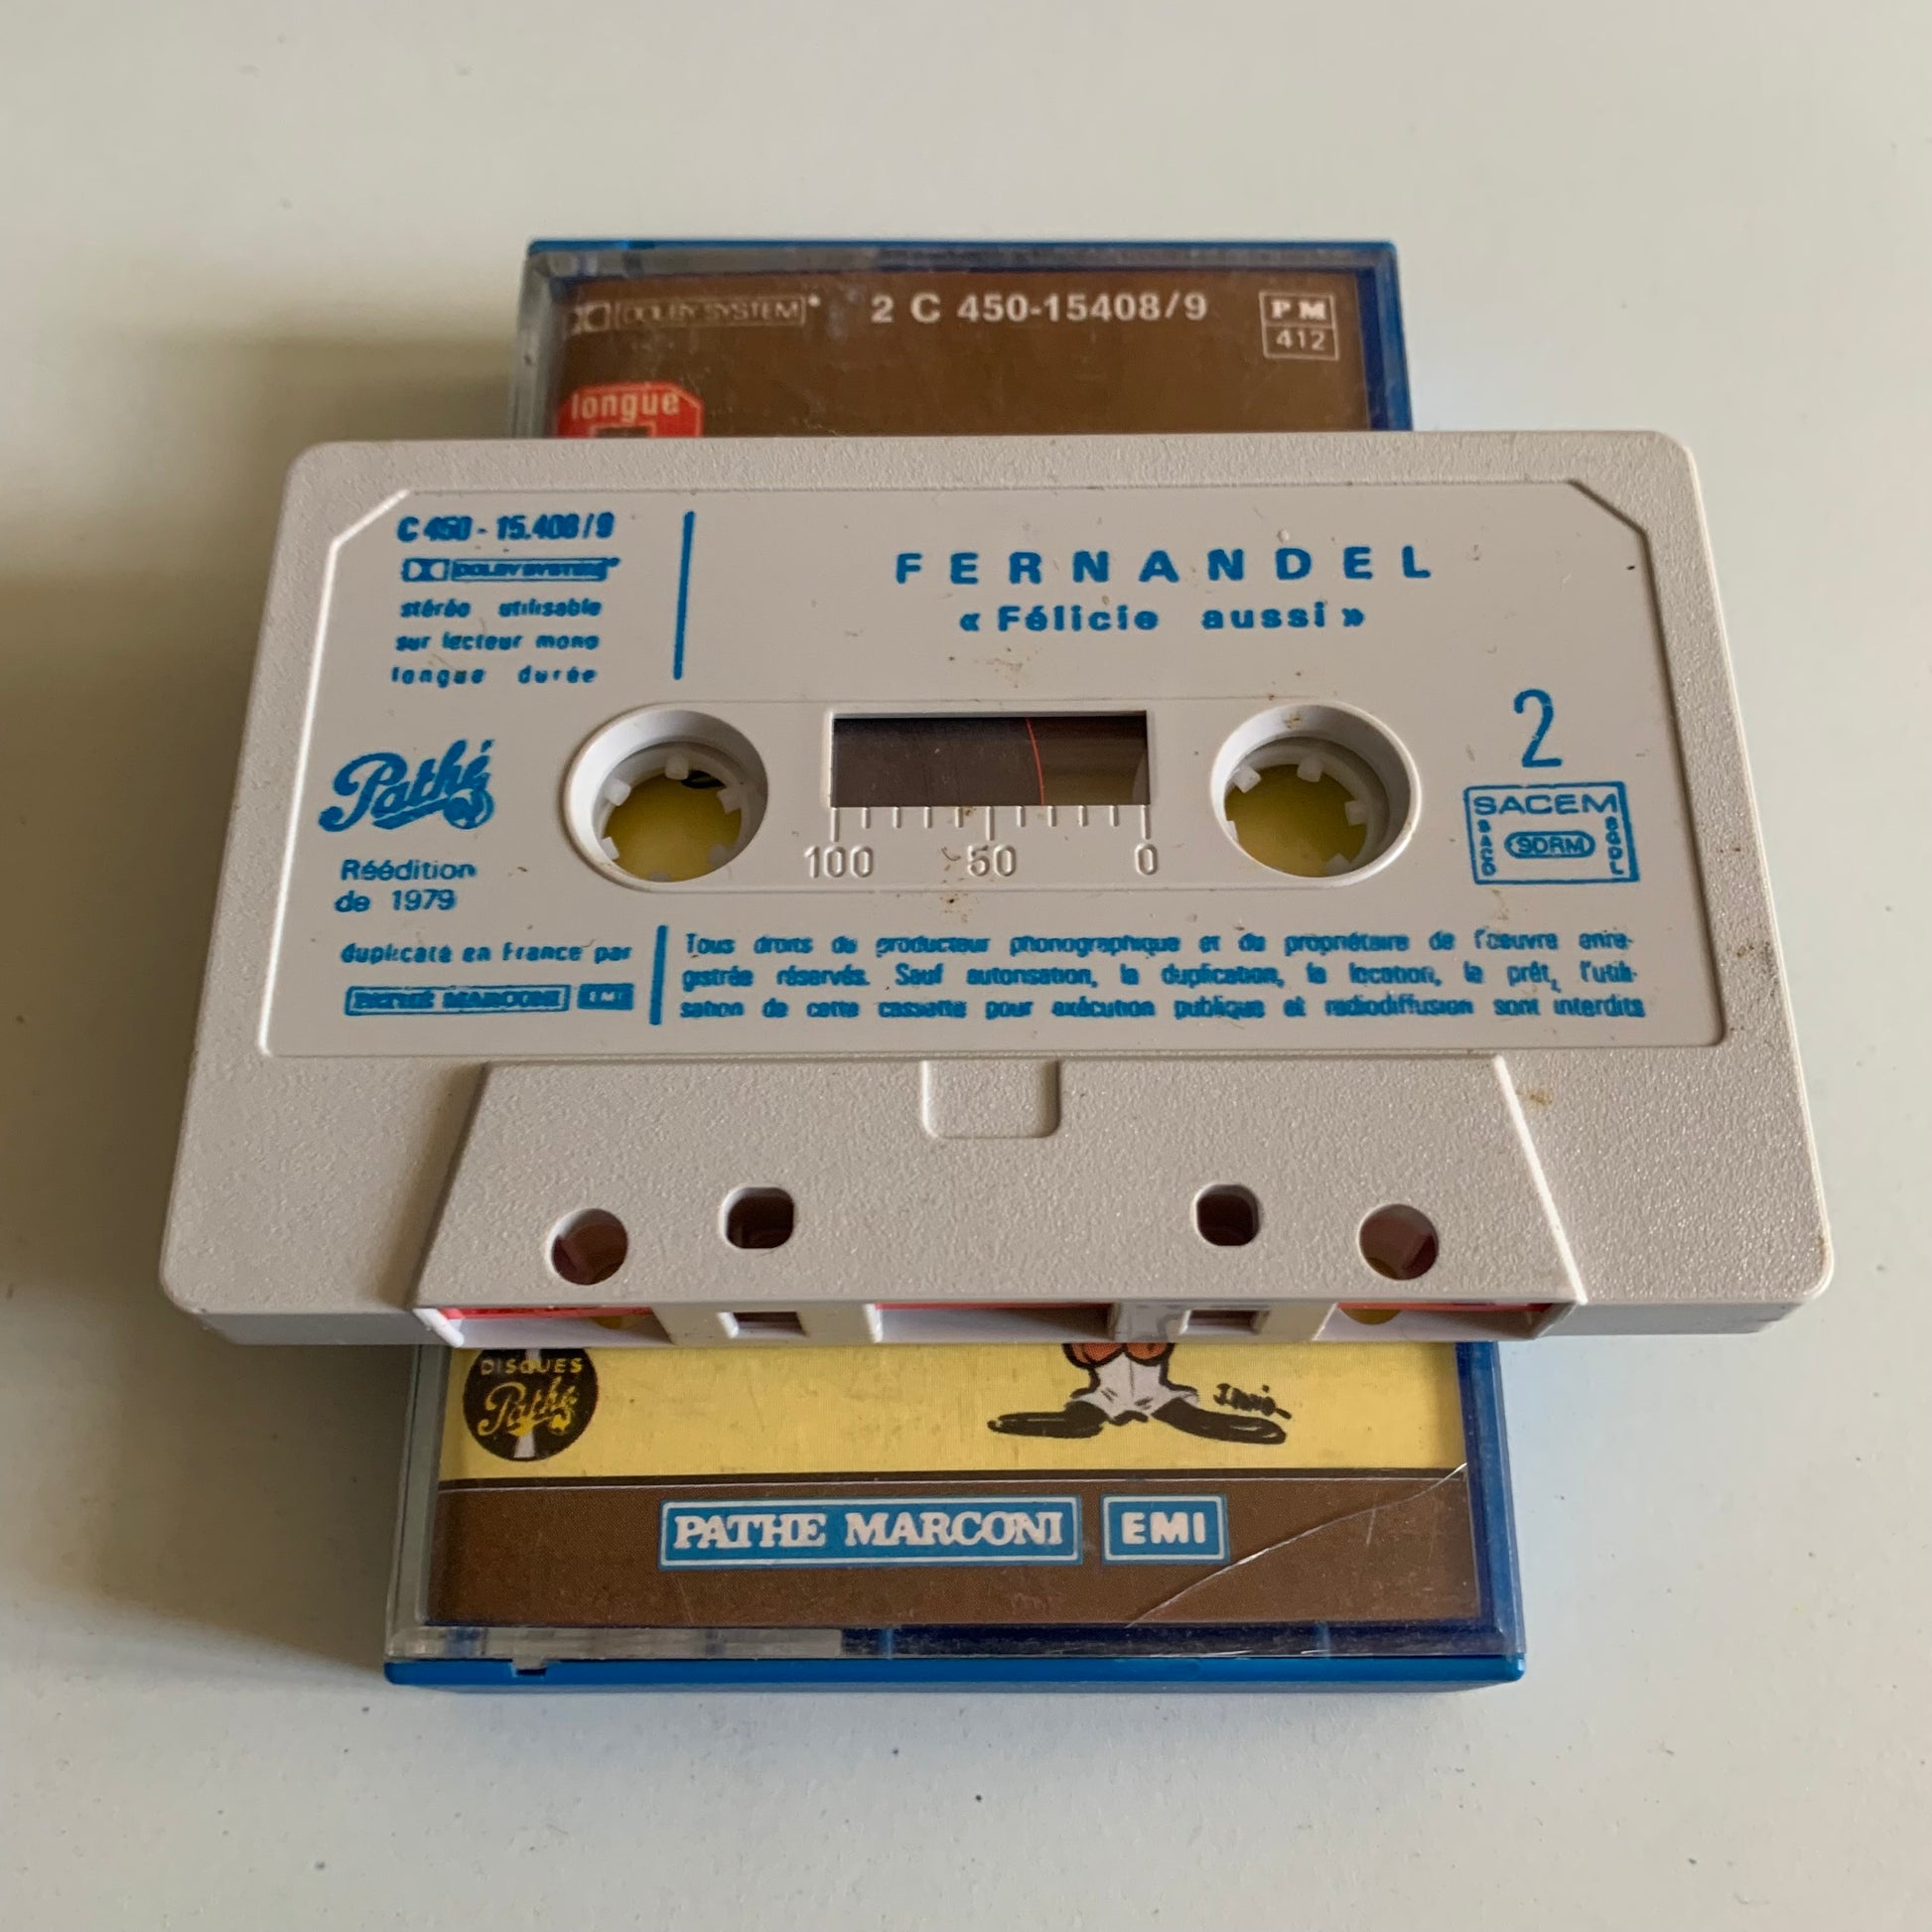 DOLBY SYSTEM 2 C 450-15408/9 PM
412
longue
C 450 - 15.408/9
DOLBY SYSTEM
stéréo utilisable
sur lecteur mono
longue durée
FERNANDEL
« Félicie aussi »
2
Pathé
Réédition
de 1979
100 50 0
SACEM
SACD SDRM SGDL
duplicaté en France par
PATHÉ MARCONI EMI
Tous droits du producteur phonographique et du propriétaire de l'oeuvre enre-
gistrée réservés. Sauf autorisation, la duplication, la location, le prêt, l'utili-
sation de cette cassette pour exécution publique et radiodiffusion sont interdits
DISQUES
Pathé
PATHE MARCONI EMI